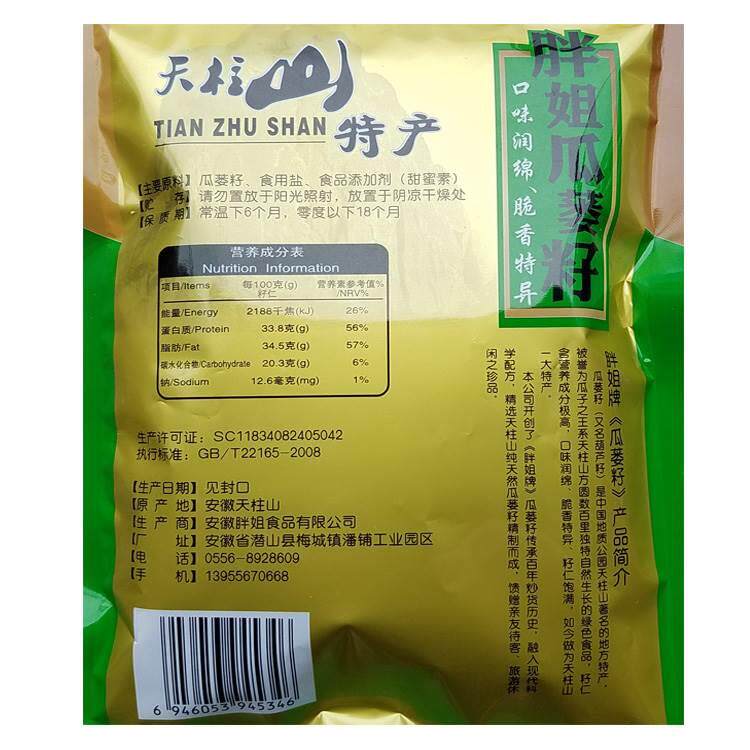 天柱山
TIAN ZHU SHAN 特产
【主要原料】瓜蒌籽、食用盐、食品添加剂（甜蜜素）
【贮 存】请勿置放于阳光照射，放置于阴凉干燥处
【保 质 期】常温下6个月，零度以下18个月
营养成分表
Nutrition Information
项目/Items 每100克(g)籽仁 营养素参考值%/NRV%
能量/Energy 2188千焦(kJ) 26%
蛋白质/Protein 33.8克(g) 56%
脂肪/Fat 34.5克(g) 57%
碳水化合物/Carbohydrate 20.3克(g) 6%
钠/Sodium 12.6毫克(mg) 1%
生产许可证：SC11834082405042
执行标准：GB/T22165-2008
【生产日期】见封口
【原 产 地】安徽天柱山
【生 产 商】安徽胖姐食品有限公司
【厂 址】安徽省潜山县梅城镇潘铺工业园区
【电 话】0556-8928609
【手 机】13955670668
6 946053 945346
胖姐瓜蒌籽
口味润绵、脆香特异
胖姐牌《瓜蒌籽》产品简介
瓜蒌籽（又名葫芦籽）是中国地质公园天柱山著名的地方特产，
被誉为瓜子之王系天柱山方圆数百里独特自然生长的绿色食品，籽仁
含营养成分极高，口味润绵、脆香特异、籽仁饱满，如今做为天柱山
一大特产。
本公司开创了《胖姐牌》瓜蒌籽传承百年炒货历史，融入现代科
学配方，精选天柱山纯天然瓜蒌籽精制而成，馈赠亲友待客、旅游休
闲之珍品。